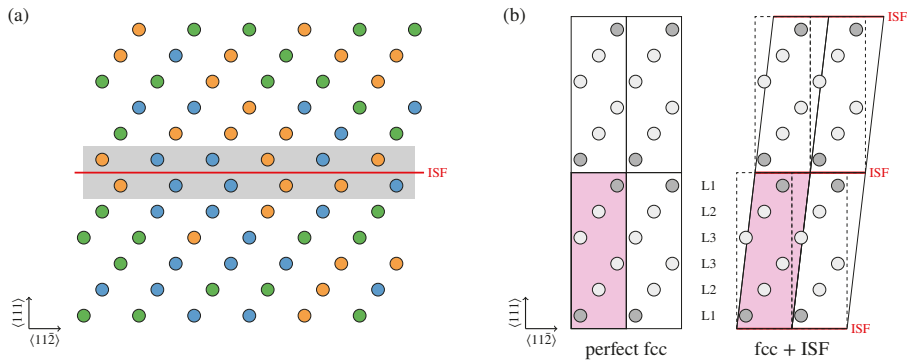 (a)
ISF
⟨111⟩
⟨112̄⟩
(b)
ISF
ISF
L1
L2
L3
L3
L2
L1
ISF
⟨111⟩
⟨112̄⟩
perfect fcc
fcc + ISF